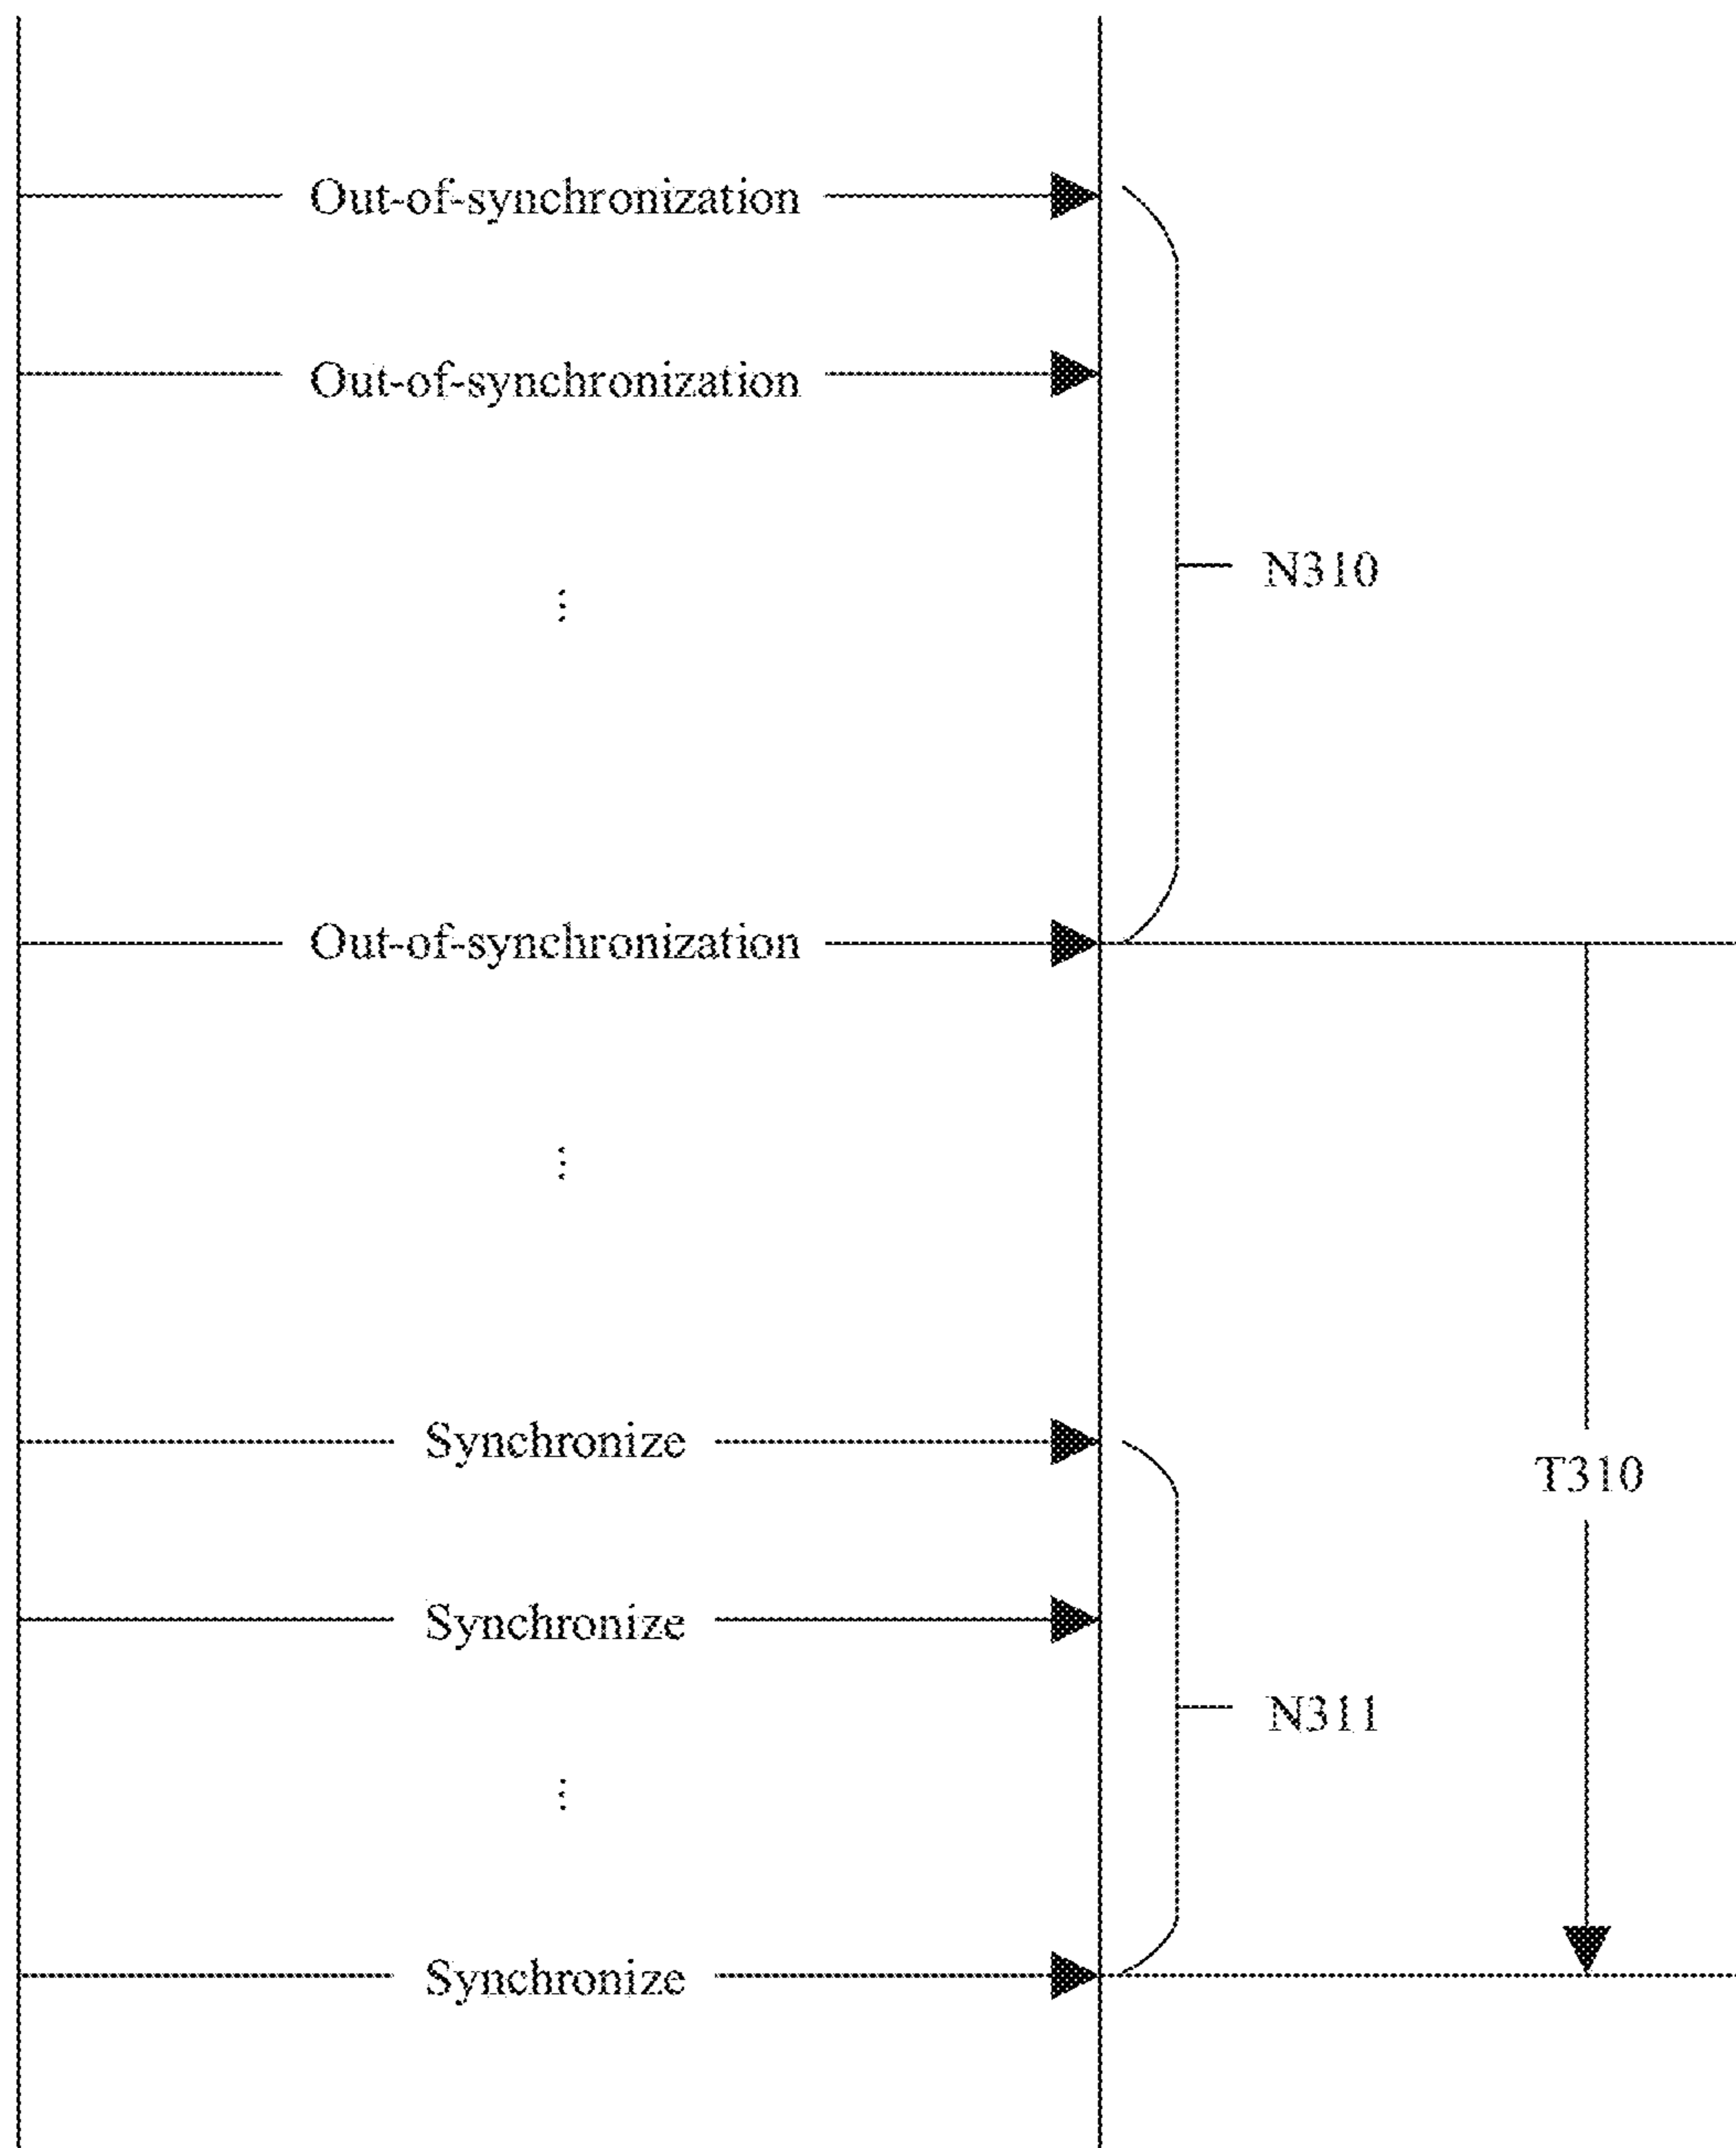 Out-of-synchronization
Out-of-synchronization
⋮
N310
Out-of-synchronization
⋮
Synchronize
T310
Synchronize
N311
⋮
Synchronize